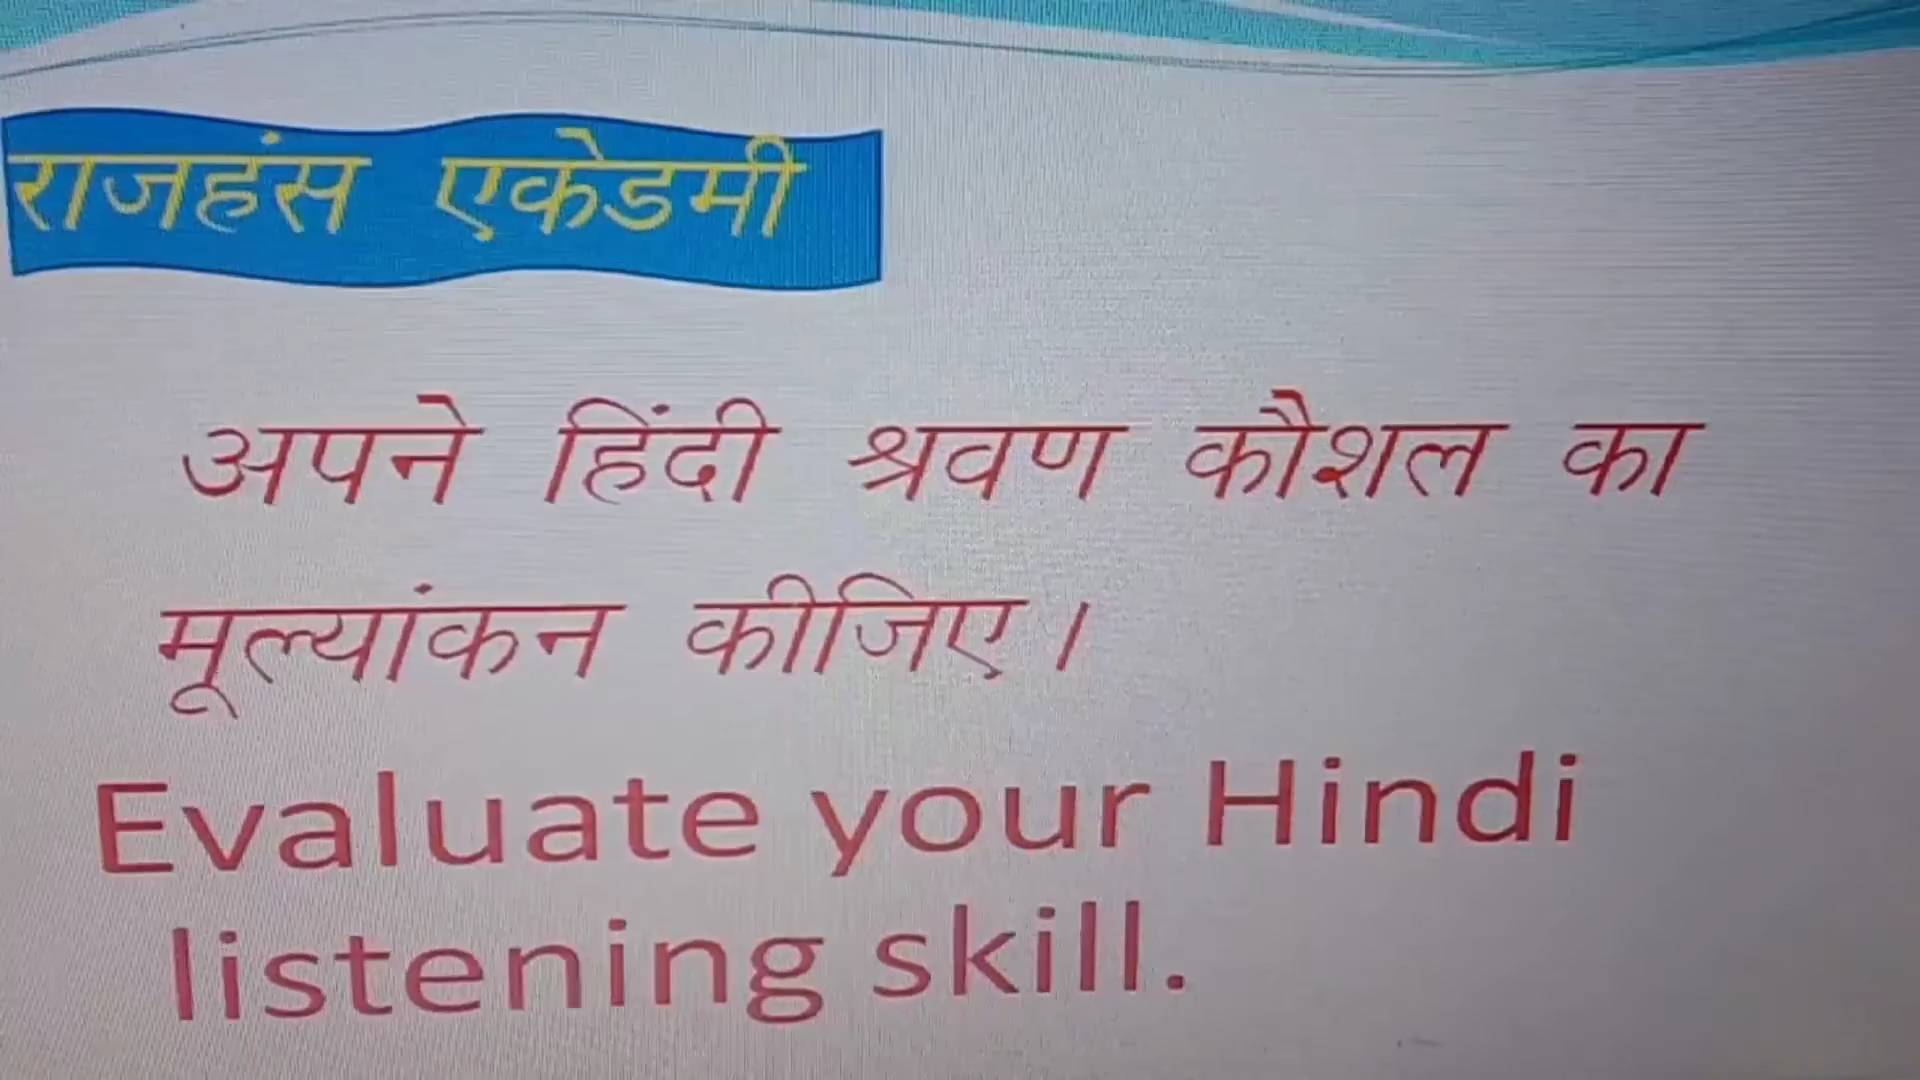 राजहंस एकेडमी
अपने हिंदी श्रवण कौशल का
मूल्यांकन कीजिए।
Evaluate your Hindi
listening skill.